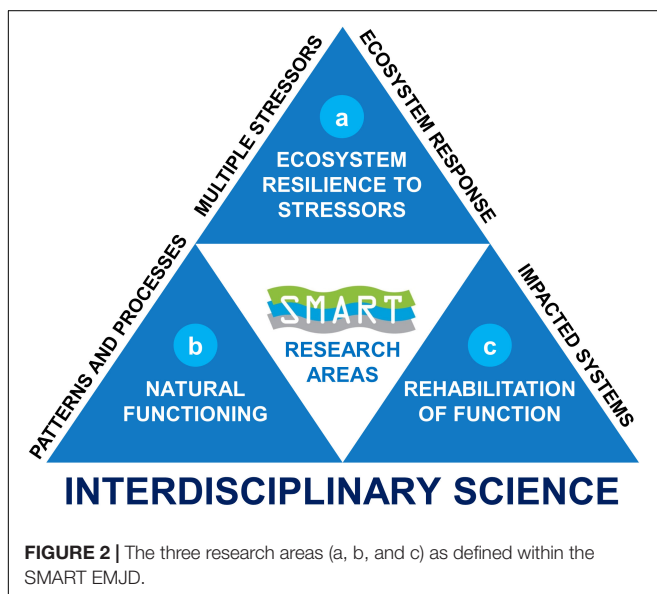 MULTIPLE STRESSORS
ECOSYSTEM RESPONSE
a
ECOSYSTEM
RESILIENCE TO
STRESSORS
PATTERNS AND PROCESSES
IMPACTED SYSTEMS
SMART
RESEARCH
AREAS
b
NATURAL
FUNCTIONING
c
REHABILITATION
OF FUNCTION
INTERDISCIPLINARY SCIENCE
FIGURE 2 | The three research areas (a, b, and c) as defined within the
SMART EMJD.